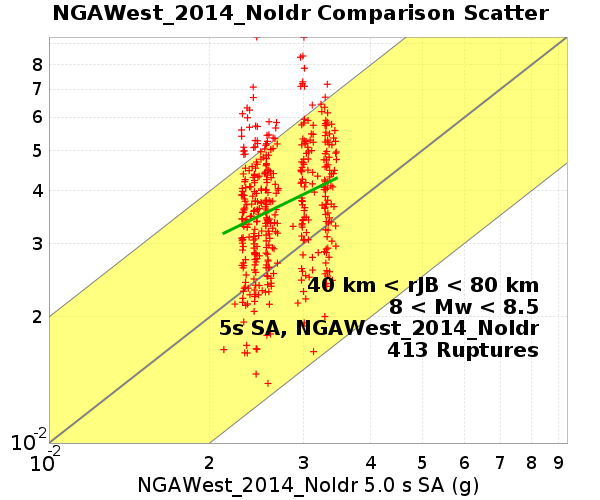 NGAWest_2014_NoIdr Comparison Scatter
8
7
6
5
4
3
2
10-2
40 km < rJB < 80 km
8 < Mw < 8.5
5s SA, NGAWest_2014_NoIdr
413 Ruptures
10-2 2 3 4 5 6 7 8 9
NGAWest_2014_NoIdr 5.0 s SA (g)